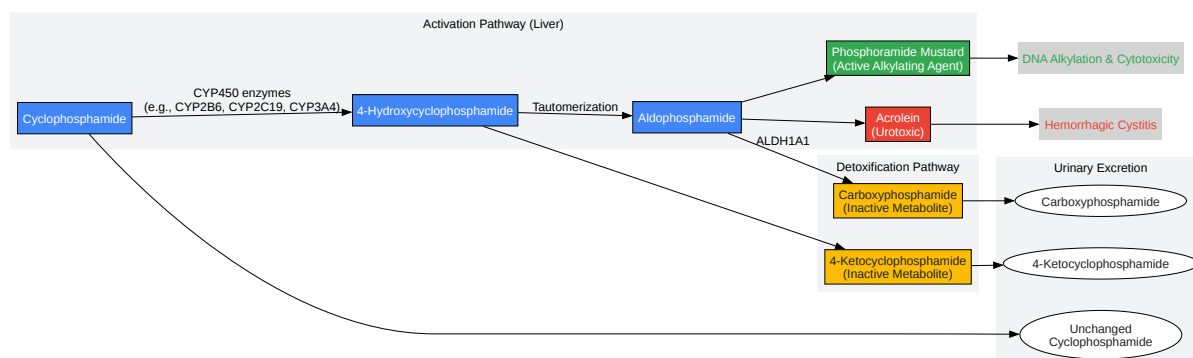 Activation Pathway (Liver)
Cyclophosphamide
CYP450 enzymes
(e.g., CYP2B6, CYP2C19, CYP3A4)
4-Hydroxycyclophosphamide
Tautomerization
Aldophosphamide
Phosphoramide Mustard
(Active Alkylating Agent)
DNA Alkylation & Cytotoxicity
Acrolein
(Urotoxic)
Hemorrhagic Cystitis
ALDH1A1
Detoxification Pathway
Carboxyphosphamide
(Inactive Metabolite)
4-Ketocyclophosphamide
(Inactive Metabolite)
Urinary Excretion
Carboxyphosphamide
4-Ketocyclophosphamide
Unchanged
Cyclophosphamide